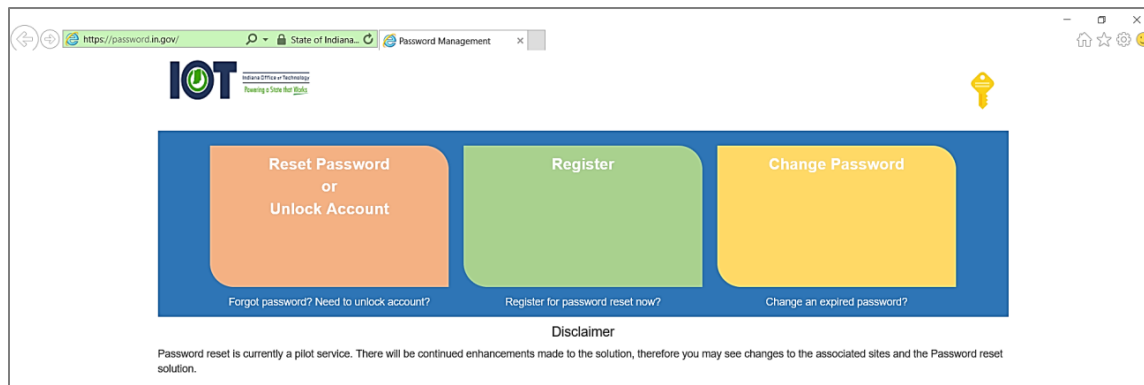 https://password.in.gov/
State of Indiana...
Password Management
IOT
Indiana Office of Technology
Powering a State that Works
Reset Password
or
Unlock Account
Register
Change Password
Forgot password? Need to unlock account?
Register for password reset now?
Change an expired password?
Disclaimer
Password reset is currently a pilot service. There will be continued enhancements made to the solution, therefore you may see changes to the associated sites and the Password reset
solution.